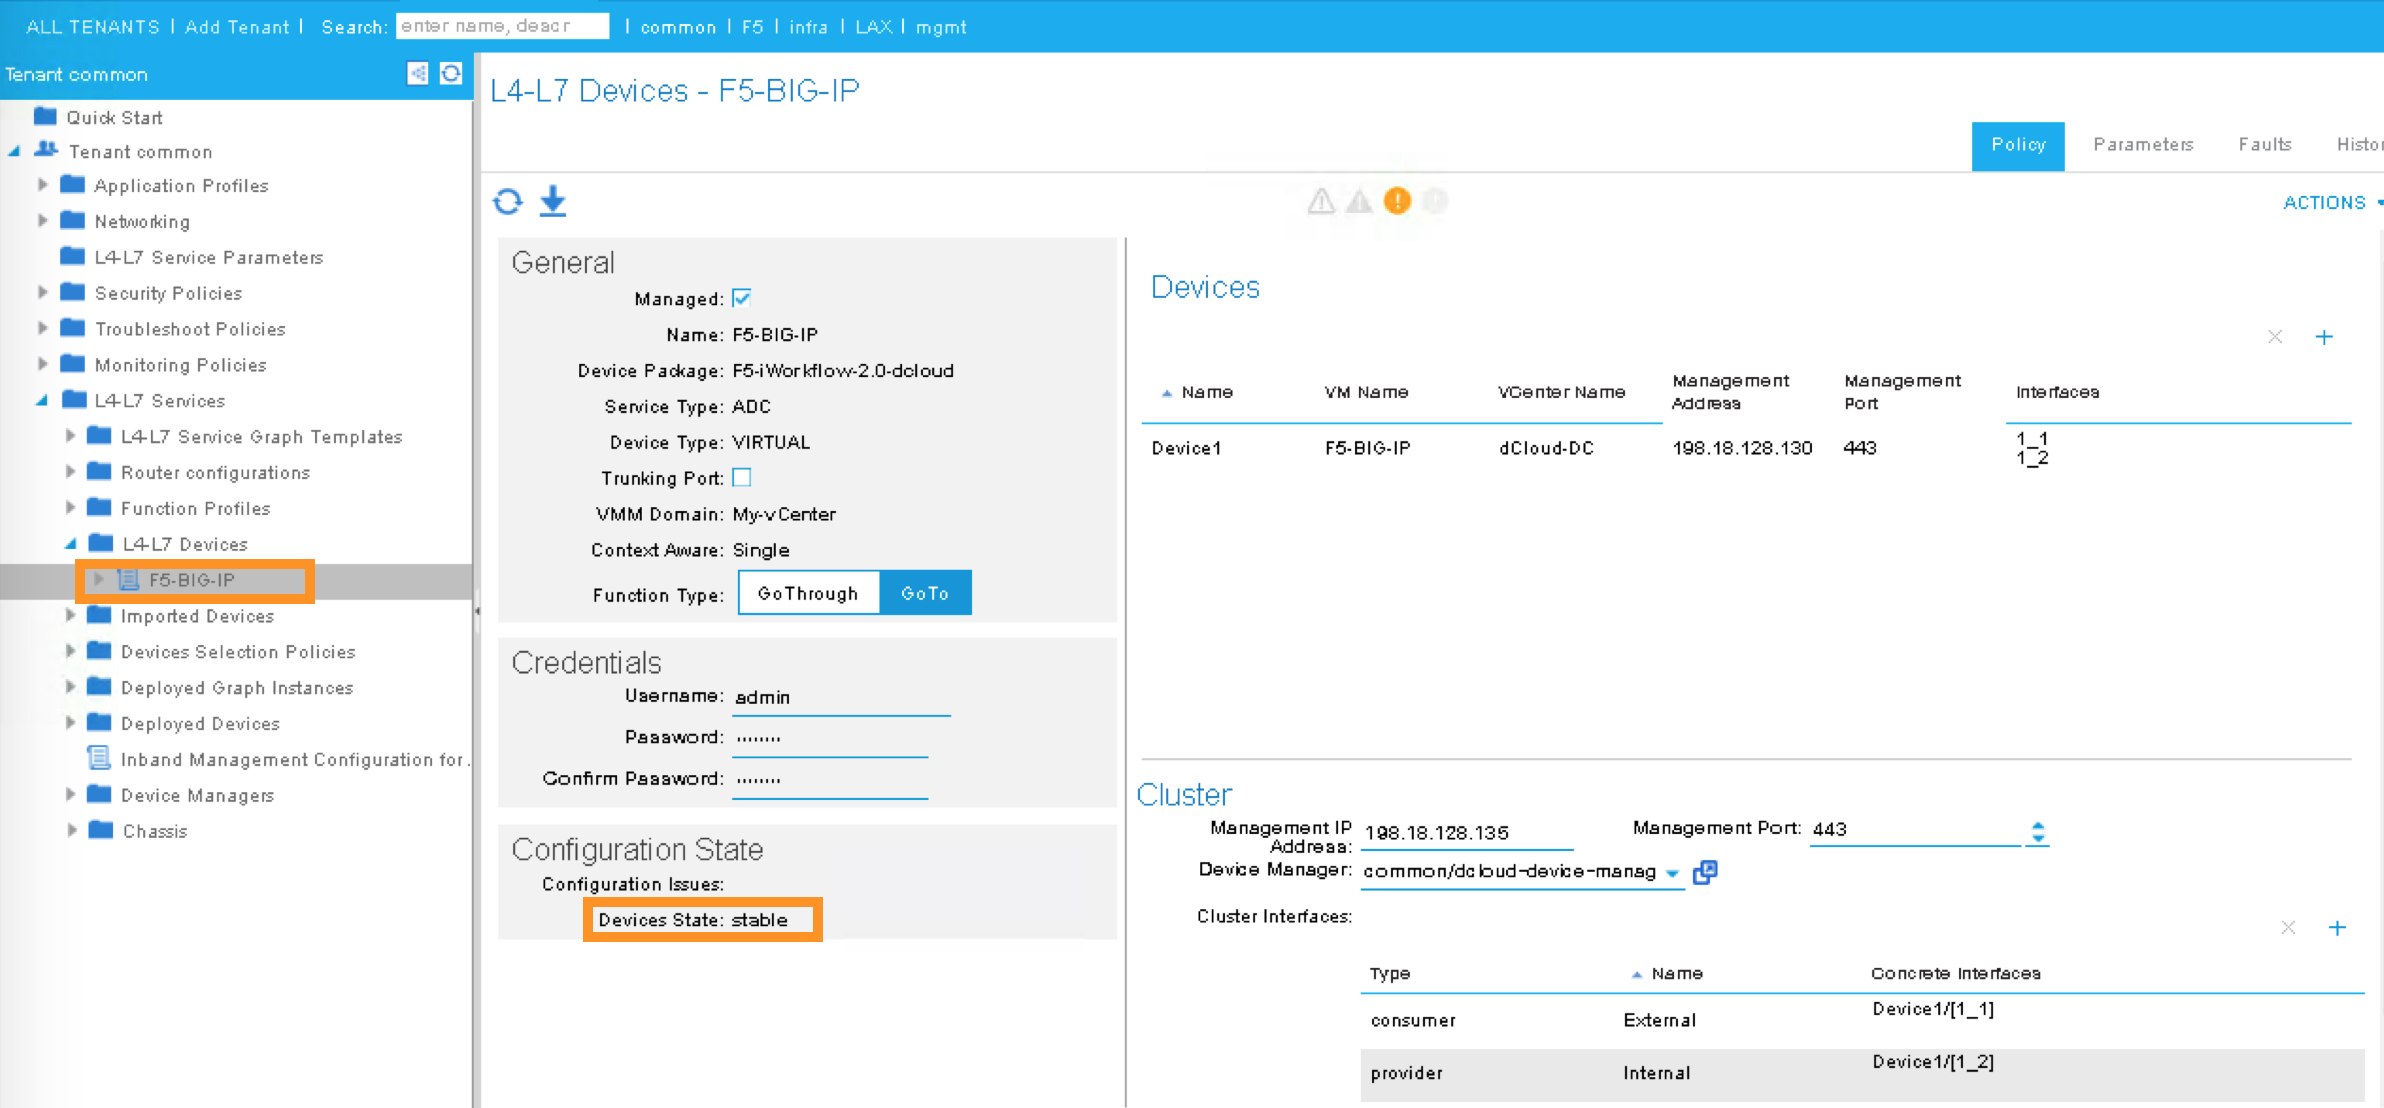 ALL TENANTS | Add Tenant | Search: enter name, descr | common | F5 | infra | LAX | mgmt
Tenant common
Quick Start
Tenant common
Application Profiles
Networking
L4-L7 Service Parameters
Security Policies
Troubleshoot Policies
Monitoring Policies
L4-L7 Services
L4-L7 Service Graph Templates
Router configurations
Function Profiles
L4-L7 Devices
F5-BIG-IP
Imported Devices
Devices Selection Policies
Deployed Graph Instances
Deployed Devices
Inband Management Configuration for .
Device Managers
Chassis
L4-L7 Devices - F5-BIG-IP
Policy Parameters Faults Histor
ACTIONS
General
Managed:
Name: F5-BIG-IP
Device Package: F5-iWorkflow-2.0-dcloud
Service Type: ADC
Device Type: VIRTUAL
Trunking Port:
VMM Domain: My-vCenter
Context Aware: Single
Function Type: GoThrough GoTo
Credentials
Username: admin
Password: ········
Confirm Password: ········
Configuration State
Configuration Issues:
Devices State: stable
Devices
Name VM Name VCenter Name Management Address Management Port Interfaces
Device1 F5-BIG-IP dCloud-DC 198.18.128.130 443 1_1
1_2
Cluster
Management IP Address: 198.18.128.135 Management Port: 443
Device Manager: common/dcloud-device-manag
Cluster Interfaces:
Type Name Concrete Interfaces
consumer External Device1/[1_1]
provider Internal Device1/[1_2]